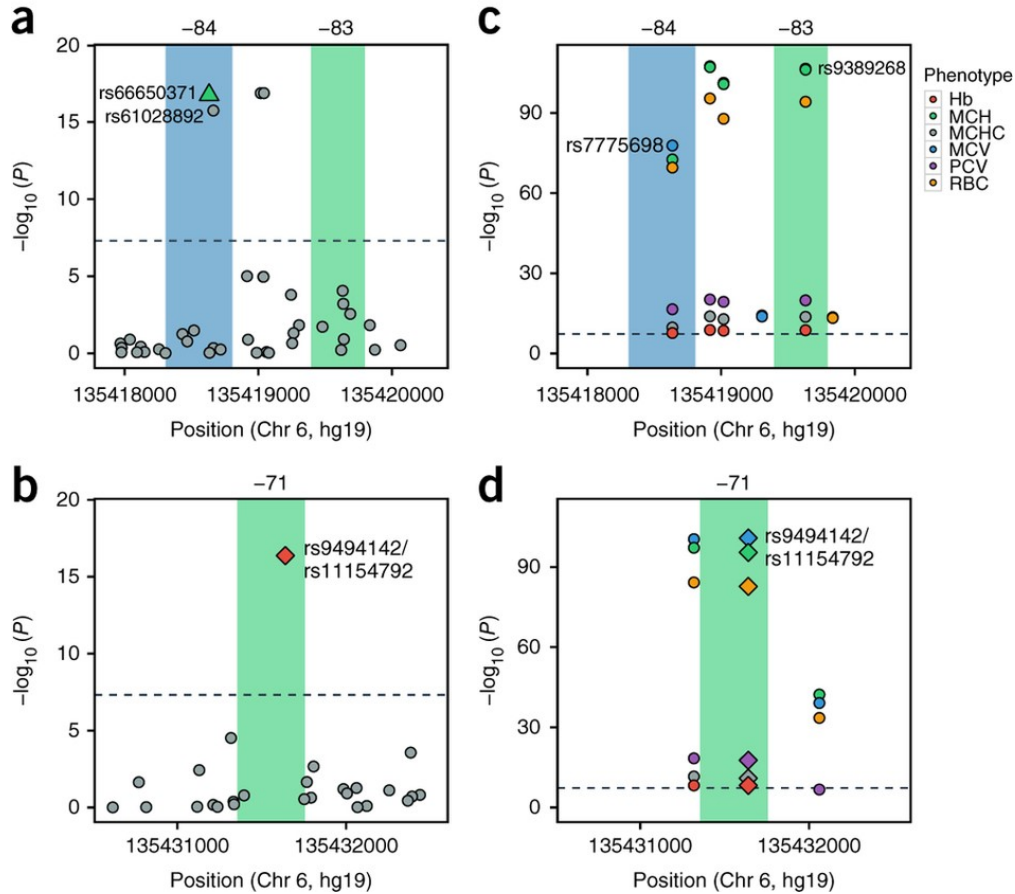 a
−84
−83
20
15
10
5
0
−log10 (P)
rs66650371
rs61028892
135418000
135419000
135420000
Position (Chr 6, hg19)
c
−84
−83
90
60
30
0
−log10 (P)
rs7775698
rs9389268
135418000
135419000
135420000
Position (Chr 6, hg19)
Phenotype
Hb
MCH
MCHC
MCV
PCV
RBC
b
−71
20
15
10
5
0
−log10 (P)
rs9494142/
rs11154792
135431000
135432000
Position (Chr 6, hg19)
d
−71
90
60
30
0
−log10 (P)
rs9494142/
rs11154792
135431000
135432000
Position (Chr 6, hg19)